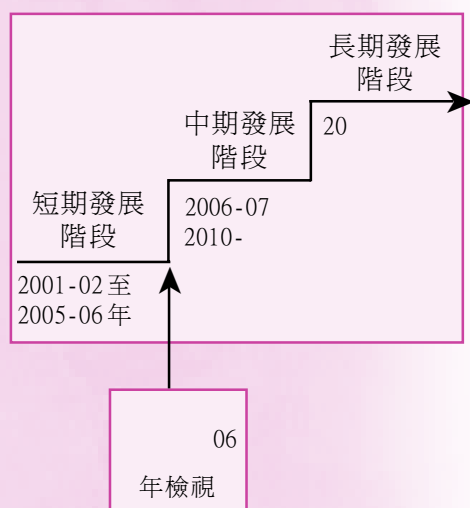 長期發展
階段
20
中期發展
階段
2006-07
2010-
短期發展
階段
2001-02至
2005-06年
06
年檢視